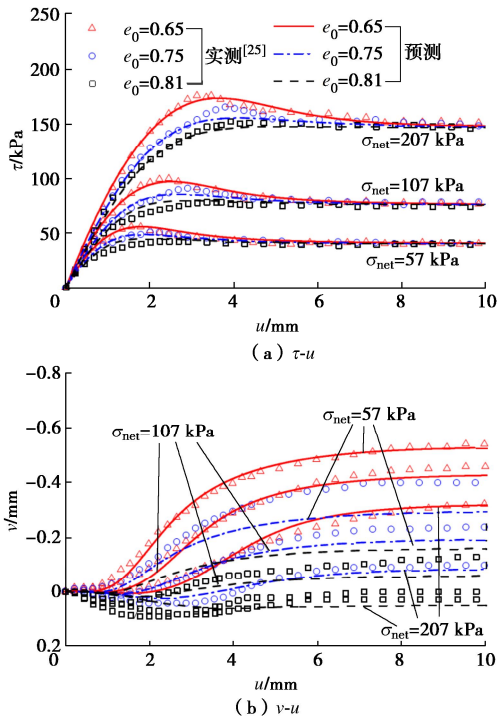 e0=0.65 e0=0.65
e0=0.75 实测[25] e0=0.75 预测
e0=0.81 e0=0.81
250
200
150
100
50
0
τ/kPa
σnet=207 kPa
σnet=107 kPa
σnet=57 kPa
0 2 4 6 8 10
u/mm
(a) τ-u
-0.8
-0.6
-0.4
-0.2
0
0.2
v/mm
σnet=107 kPa
σnet=57 kPa
σnet=207 kPa
0 2 4 6 8 10
u/mm
(b) v-u